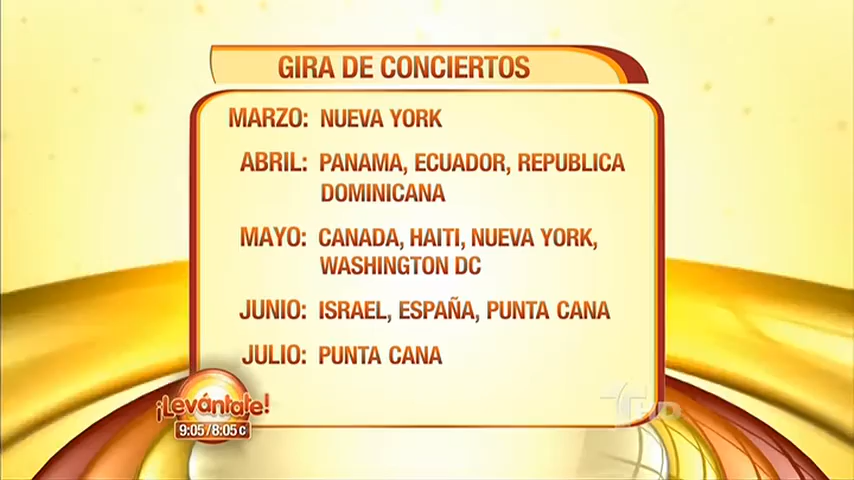 GIRA DE CONCIERTOS
MARZO: NUEVA YORK
ABRIL: PANAMA, ECUADOR, REPUBLICA
DOMINICANA
MAYO: CANADA, HAITI, NUEVA YORK,
WASHINGTON DC
JUNIO: ISRAEL, ESPAÑA, PUNTA CANA
JULIO: PUNTA CANA
¡Levántate!
9:05/8:05 c
HD